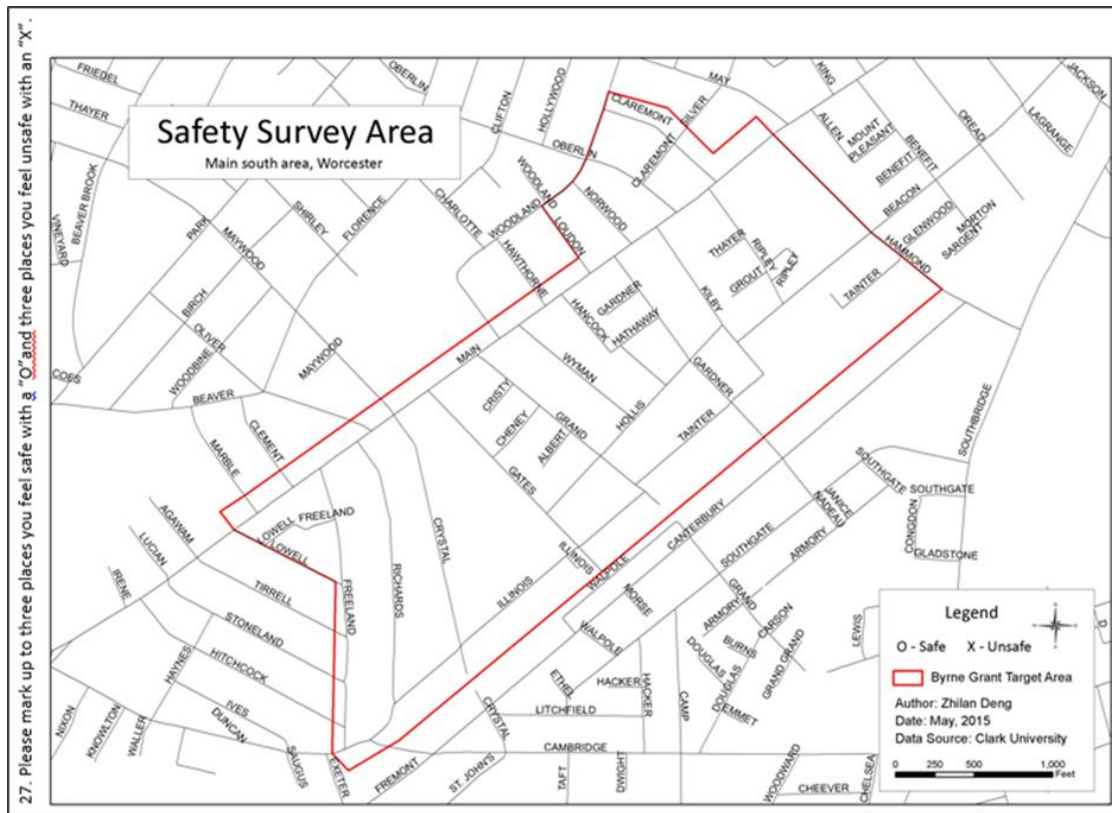 27. Please mark up to three places you feel safe with a “O”and three places you feel unsafe with an “X”.
Safety Survey Area
Main south area, Worcester
FRIEDEL
THAYER
OBERLIN
CLIFTON
HOLLYWOOD
OBERLIN
CLAREMONT
MAY
SILVER
CLAREMONT
KING
ALLEN
MOUNT
PLEASANT
BENEFIT
BENEFIT
OREAD
LAGRANGE
JACKSON
BEACON
GLENWOOD
MORTON
SARGENT
HAMMOND
TAINTER
VINEYARD
BEAVER BROOK
PARK
MAYWOOD
SHIRLEY
FLORENCE
CHARLOTTE
WOODLAND
WOODLAND
LOUDON
NORWOOD
HAWTHORNE
THAYER
RIPLEY
RIPLEY
GROUT
KILBY
GARDNER
HANCOCK
HATHAWAY
BIRCH
OLIVER
WOODBINE
MAYWOOD
COES
BEAVER
MAIN
WYMAN
CRISTY
CHENEY
GRAND
ALBERT
HOLLIS
GARDNER
TAINTER
MARBLE
CLEMENT
GATES
SOUTHBRIDGE
SOUTHGATE
SOUTHGATE
JANICE
NADEAU
CONGDON
GLADSTONE
AGAWAM
LUCIAN
IRENE
LOWELL
FREELAND
LOWELL
CRYSTAL
CANTERBURY
SOUTHGATE
ARMORY
ILLINOIS
WALPOLE
ILLINOIS
TIRRELL
FREELAND
RICHARDS
STONELAND
HITCHCOCK
HAYNES
MORSE
WALPOLE
GRAND
ARMORY
CARSON
BURNS
DOUGLAS
DOUGLAS
GRAND
GRAND
EMMET
LEWIS
D
ETHEL
HACKER
HACKER
CAMP
LITCHFIELD
CRYSTAL
NIXON
KNOWLTON
WALLER
IVES
DUNCAN
SAUGUS
EXETER
FREMONT
ST. JOHN'S
CAMBRIDGE
TAFT
DWIGHT
WOODWARD
CHEEVER
CHELSEA
Legend
O - Safe X - Unsafe
Byrne Grant Target Area
Author: Zhilan Deng
Date: May, 2015
Data Source: Clark University
0 250 500 1,000
Feet